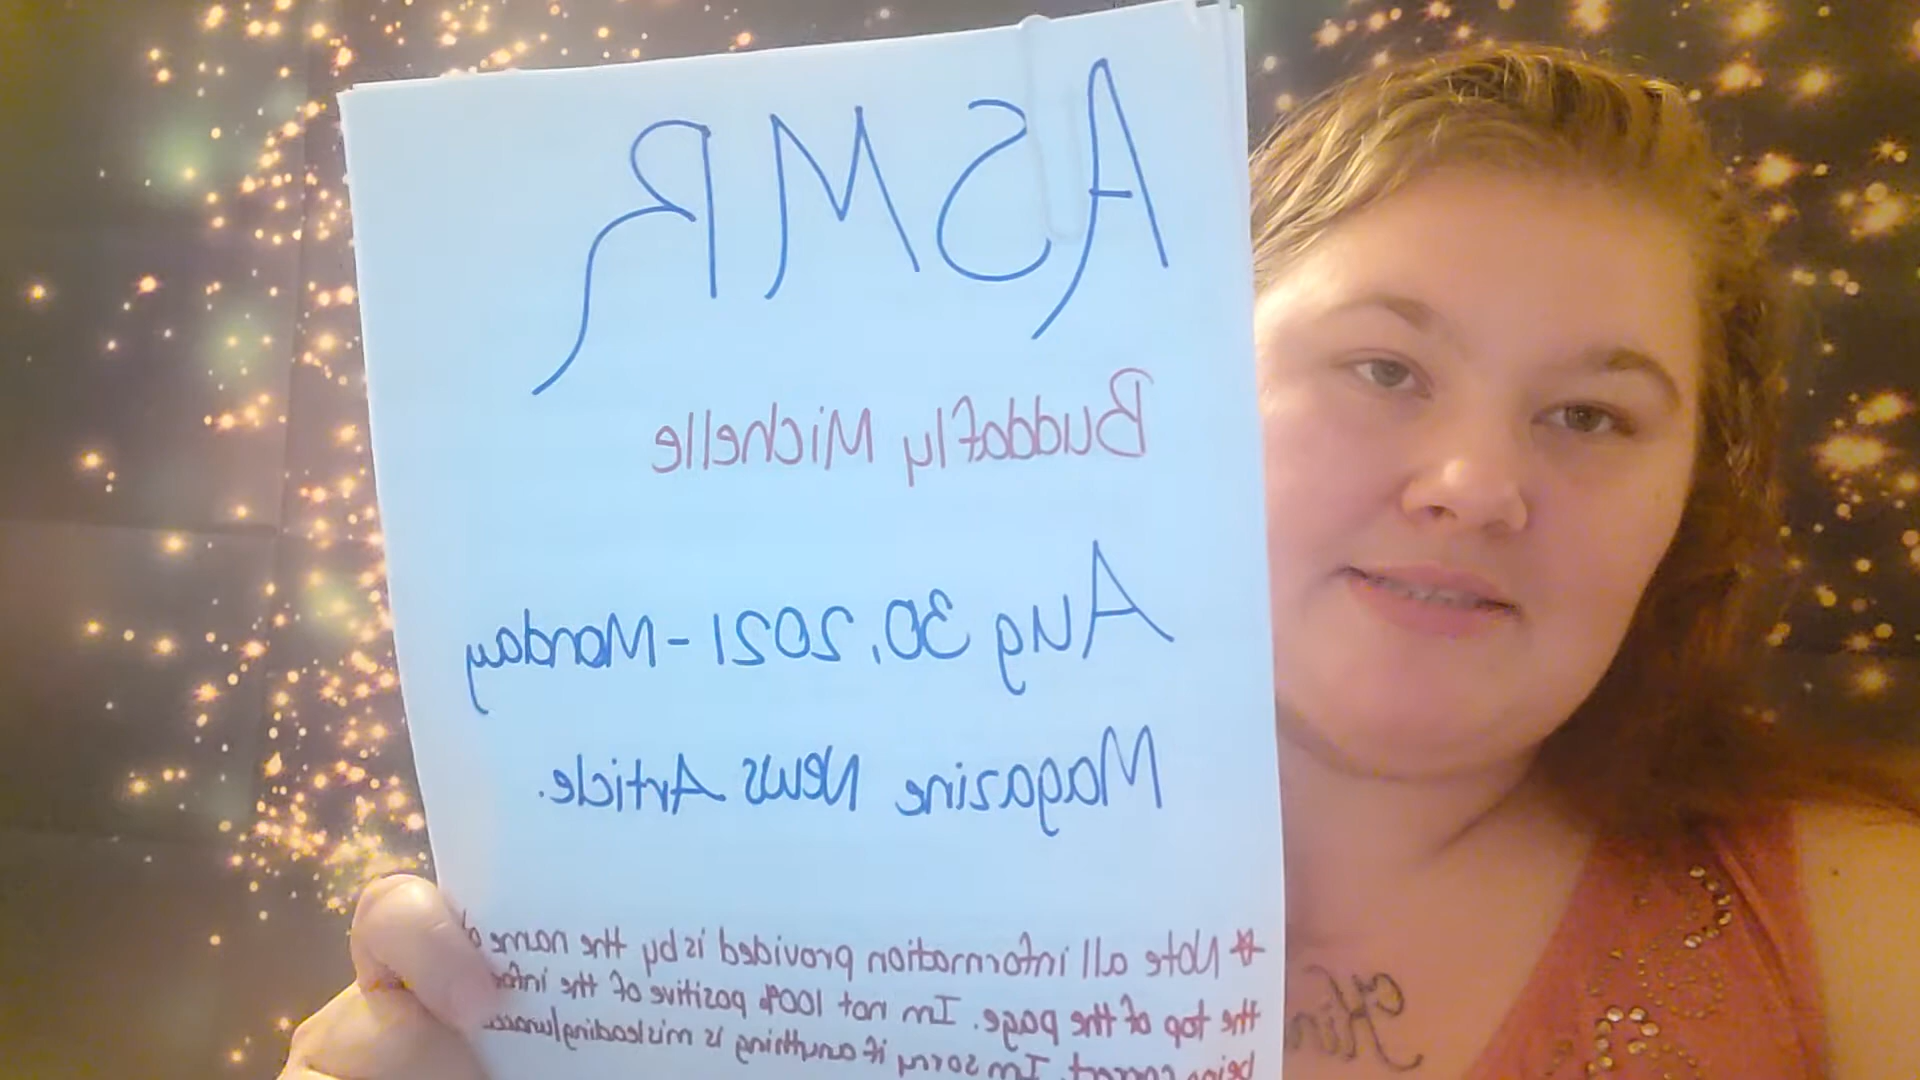 ASMR
Buddafly Michelle
Aug 30, 2021 - Monday
Magazine News Article.
* Note all information provided is by the name
the top of the page. Im not 100% positive of the
being correct. Im sorry if anything is misleading/